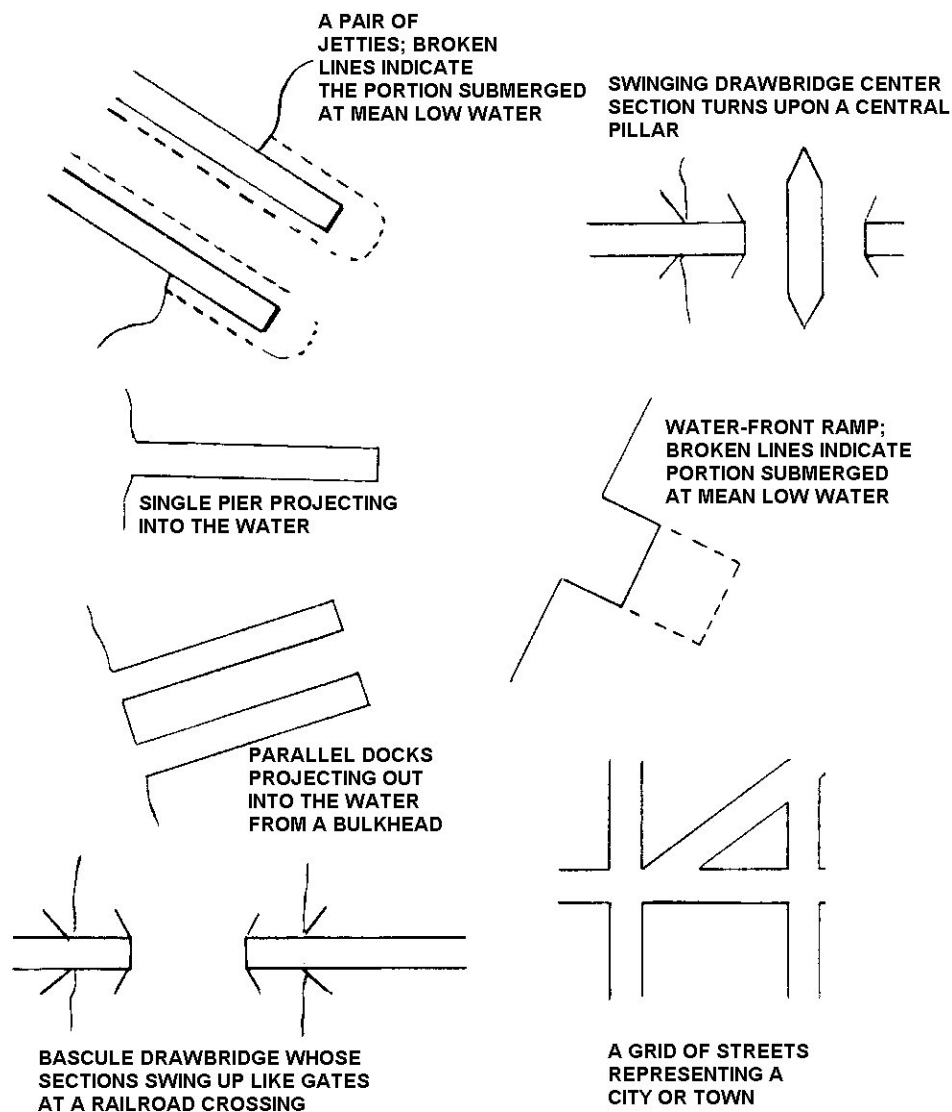 A PAIR OF
JETTIES; BROKEN
LINES INDICATE
THE PORTION SUBMERGED
AT MEAN LOW WATER
SWINGING DRAWBRIDGE CENTER
SECTION TURNS UPON A CENTRAL
PILLAR
SINGLE PIER PROJECTING
INTO THE WATER
WATER-FRONT RAMP;
BROKEN LINES INDICATE
PORTION SUBMERGED
AT MEAN LOW WATER
PARALLEL DOCKS
PROJECTING OUT
INTO THE WATER
FROM A BULKHEAD
BASCULE DRAWBRIDGE WHOSE
SECTIONS SWING UP LIKE GATES
AT A RAILROAD CROSSING
A GRID OF STREETS
REPRESENTING A
CITY OR TOWN